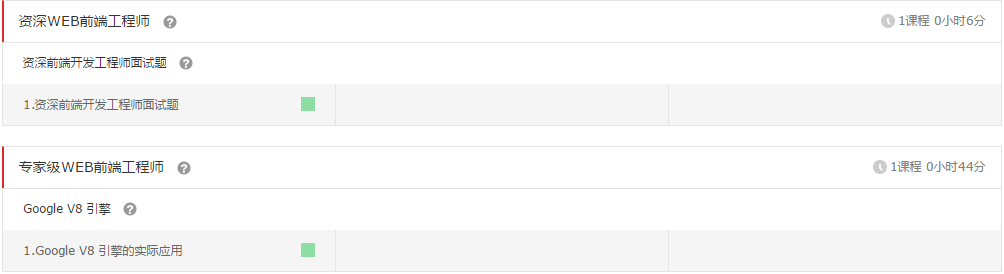 资深WEB前端工程师 ? 1课程 0小时6分
资深前端开发工程师面试题 ?
1.资深前端开发工程师面试题
专家级WEB前端工程师 ? 1课程 0小时44分
Google V8 引擎 ?
1.Google V8 引擎的实际应用